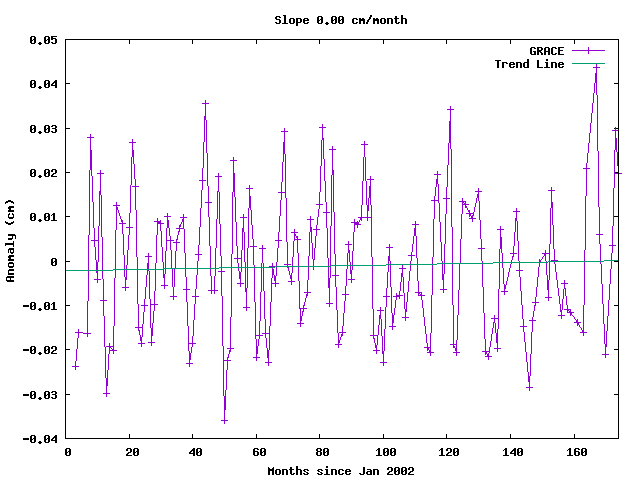 Slope 0.00 cm/month
0.05
GRACE
Trend Line
0.04
0.03
0.02
0.01
0
-0.01
-0.02
-0.03
-0.04
Anomaly (cm)
0 20 40 60 80 100 120 140 160
Months since Jan 2002